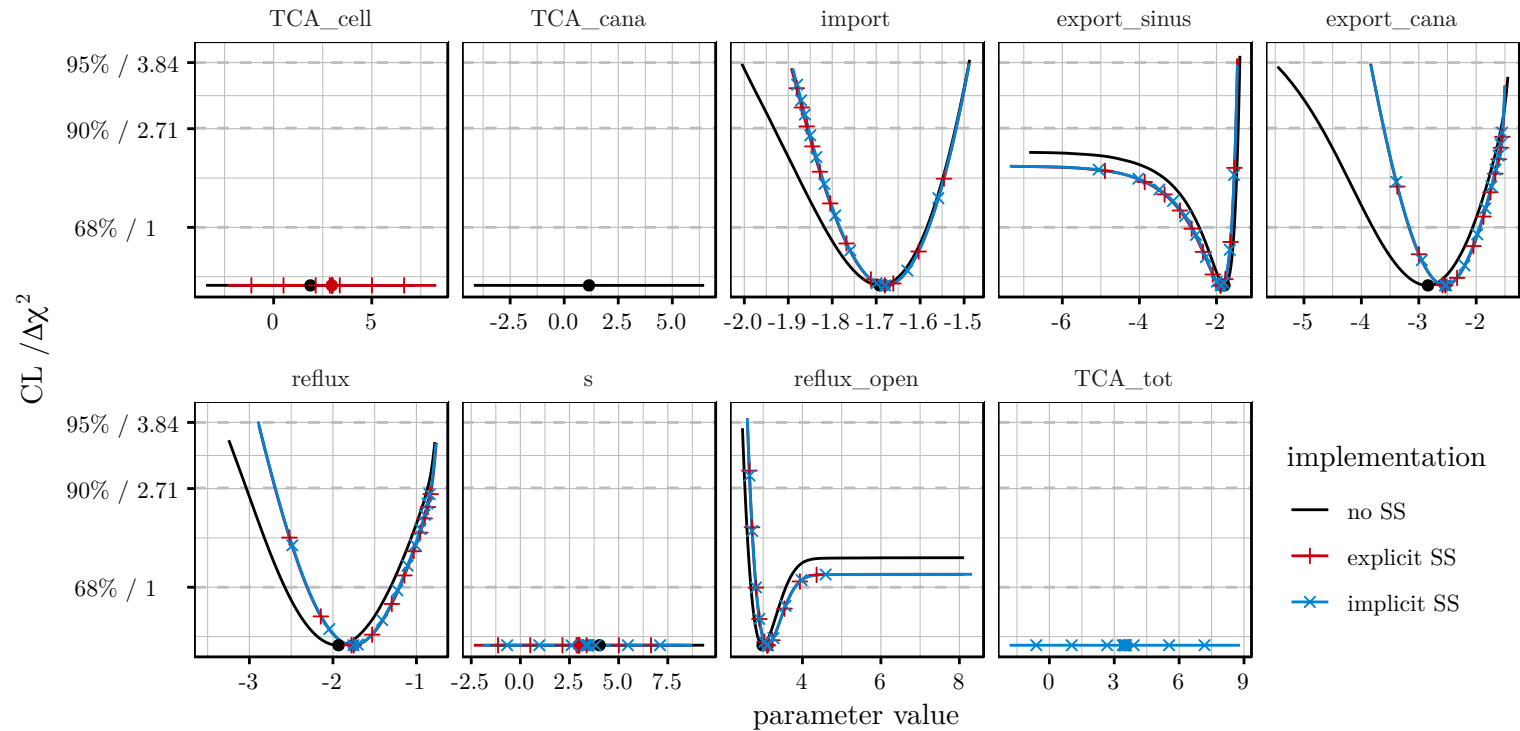 TCA_cell TCA_cana import export_sinus export_cana
95% / 3.84
90% / 2.71
68% / 1
0 5 -2.5 0.0 2.5 5.0 -2.0 -1.9 -1.8 -1.7 -1.6 -1.5 -6 -4 -2 -5 -4 -3 -2
CL /Δχ²
reflux s reflux_open TCA_tot
95% / 3.84
90% / 2.71
68% / 1
-3 -2 -1 -2.5 0.0 2.5 5.0 7.5 4 6 8 0 3 6 9
parameter value
implementation
no SS
explicit SS
implicit SS